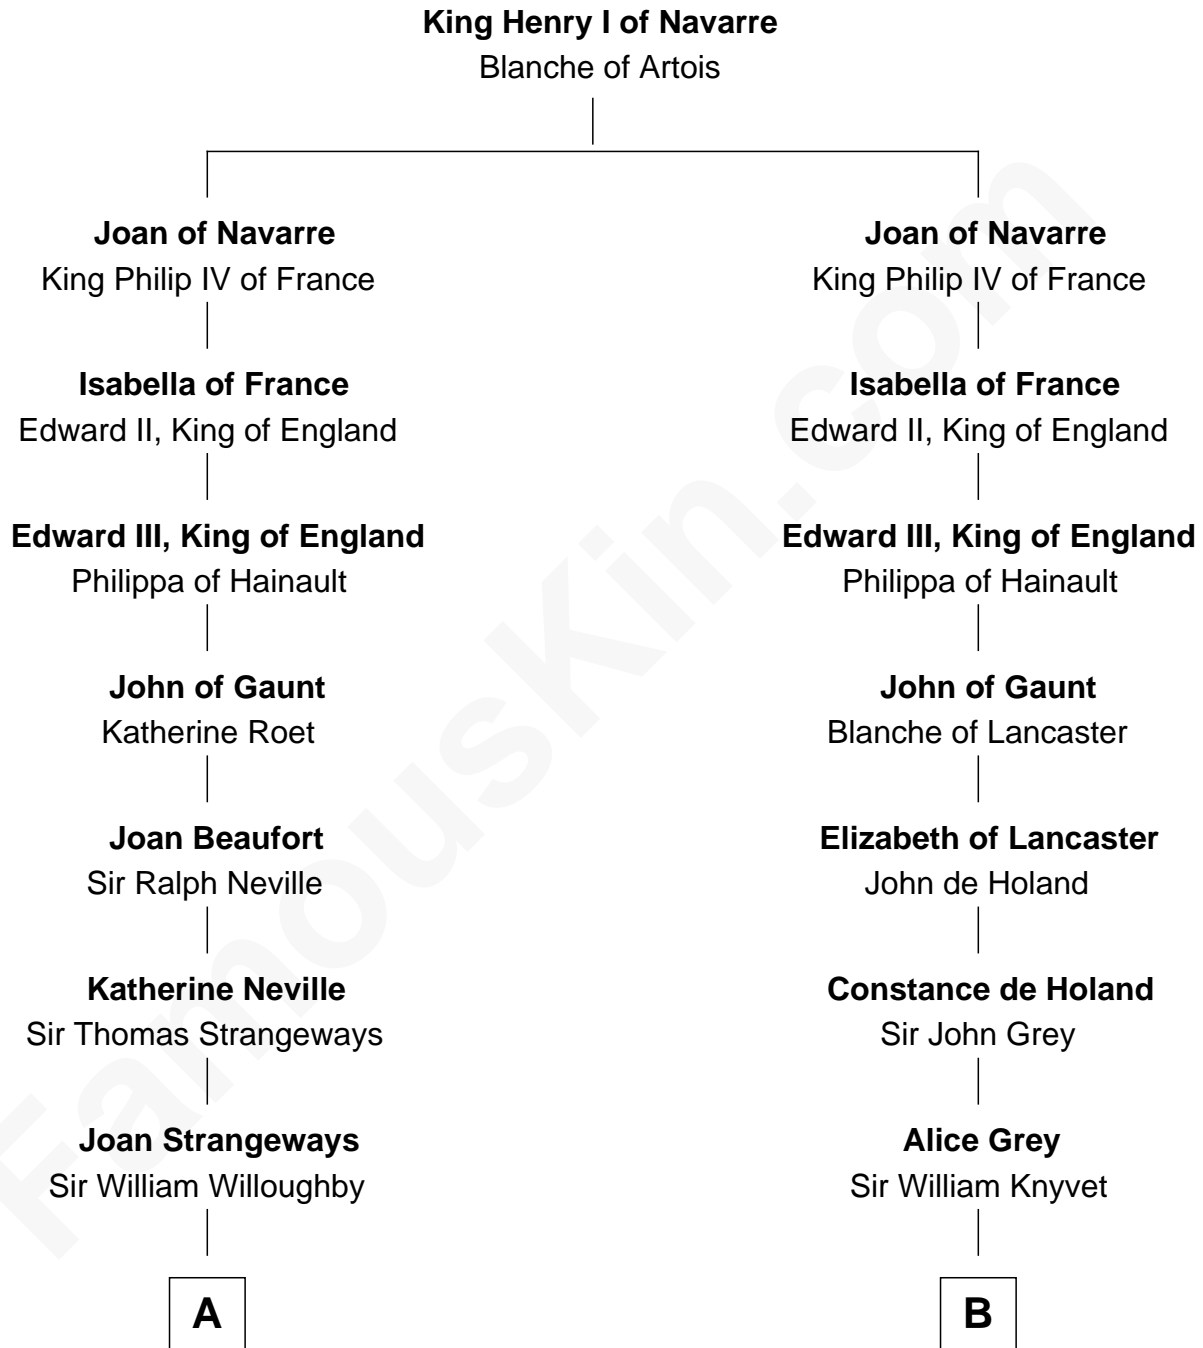 King Henry I of Navarre
Blanche of Artois
Joan of Navarre
King Philip IV of France
Isabella of France
Edward II, King of England
Edward III, King of England
Philippa of Hainault
John of Gaunt
Katherine Roet
Joan Beaufort
Sir Ralph Neville
Katherine Neville
Sir Thomas Strangeways
Joan Strangeways
Sir William Willoughby
A
Joan of Navarre
King Philip IV of France
Isabella of France
Edward II, King of England
Edward III, King of England
Philippa of Hainault
John of Gaunt
Blanche of Lancaster
Elizabeth of Lancaster
John de Holand
Constance de Holand
Sir John Grey
Alice Grey
Sir William Knyvet
B
FamousKin.com